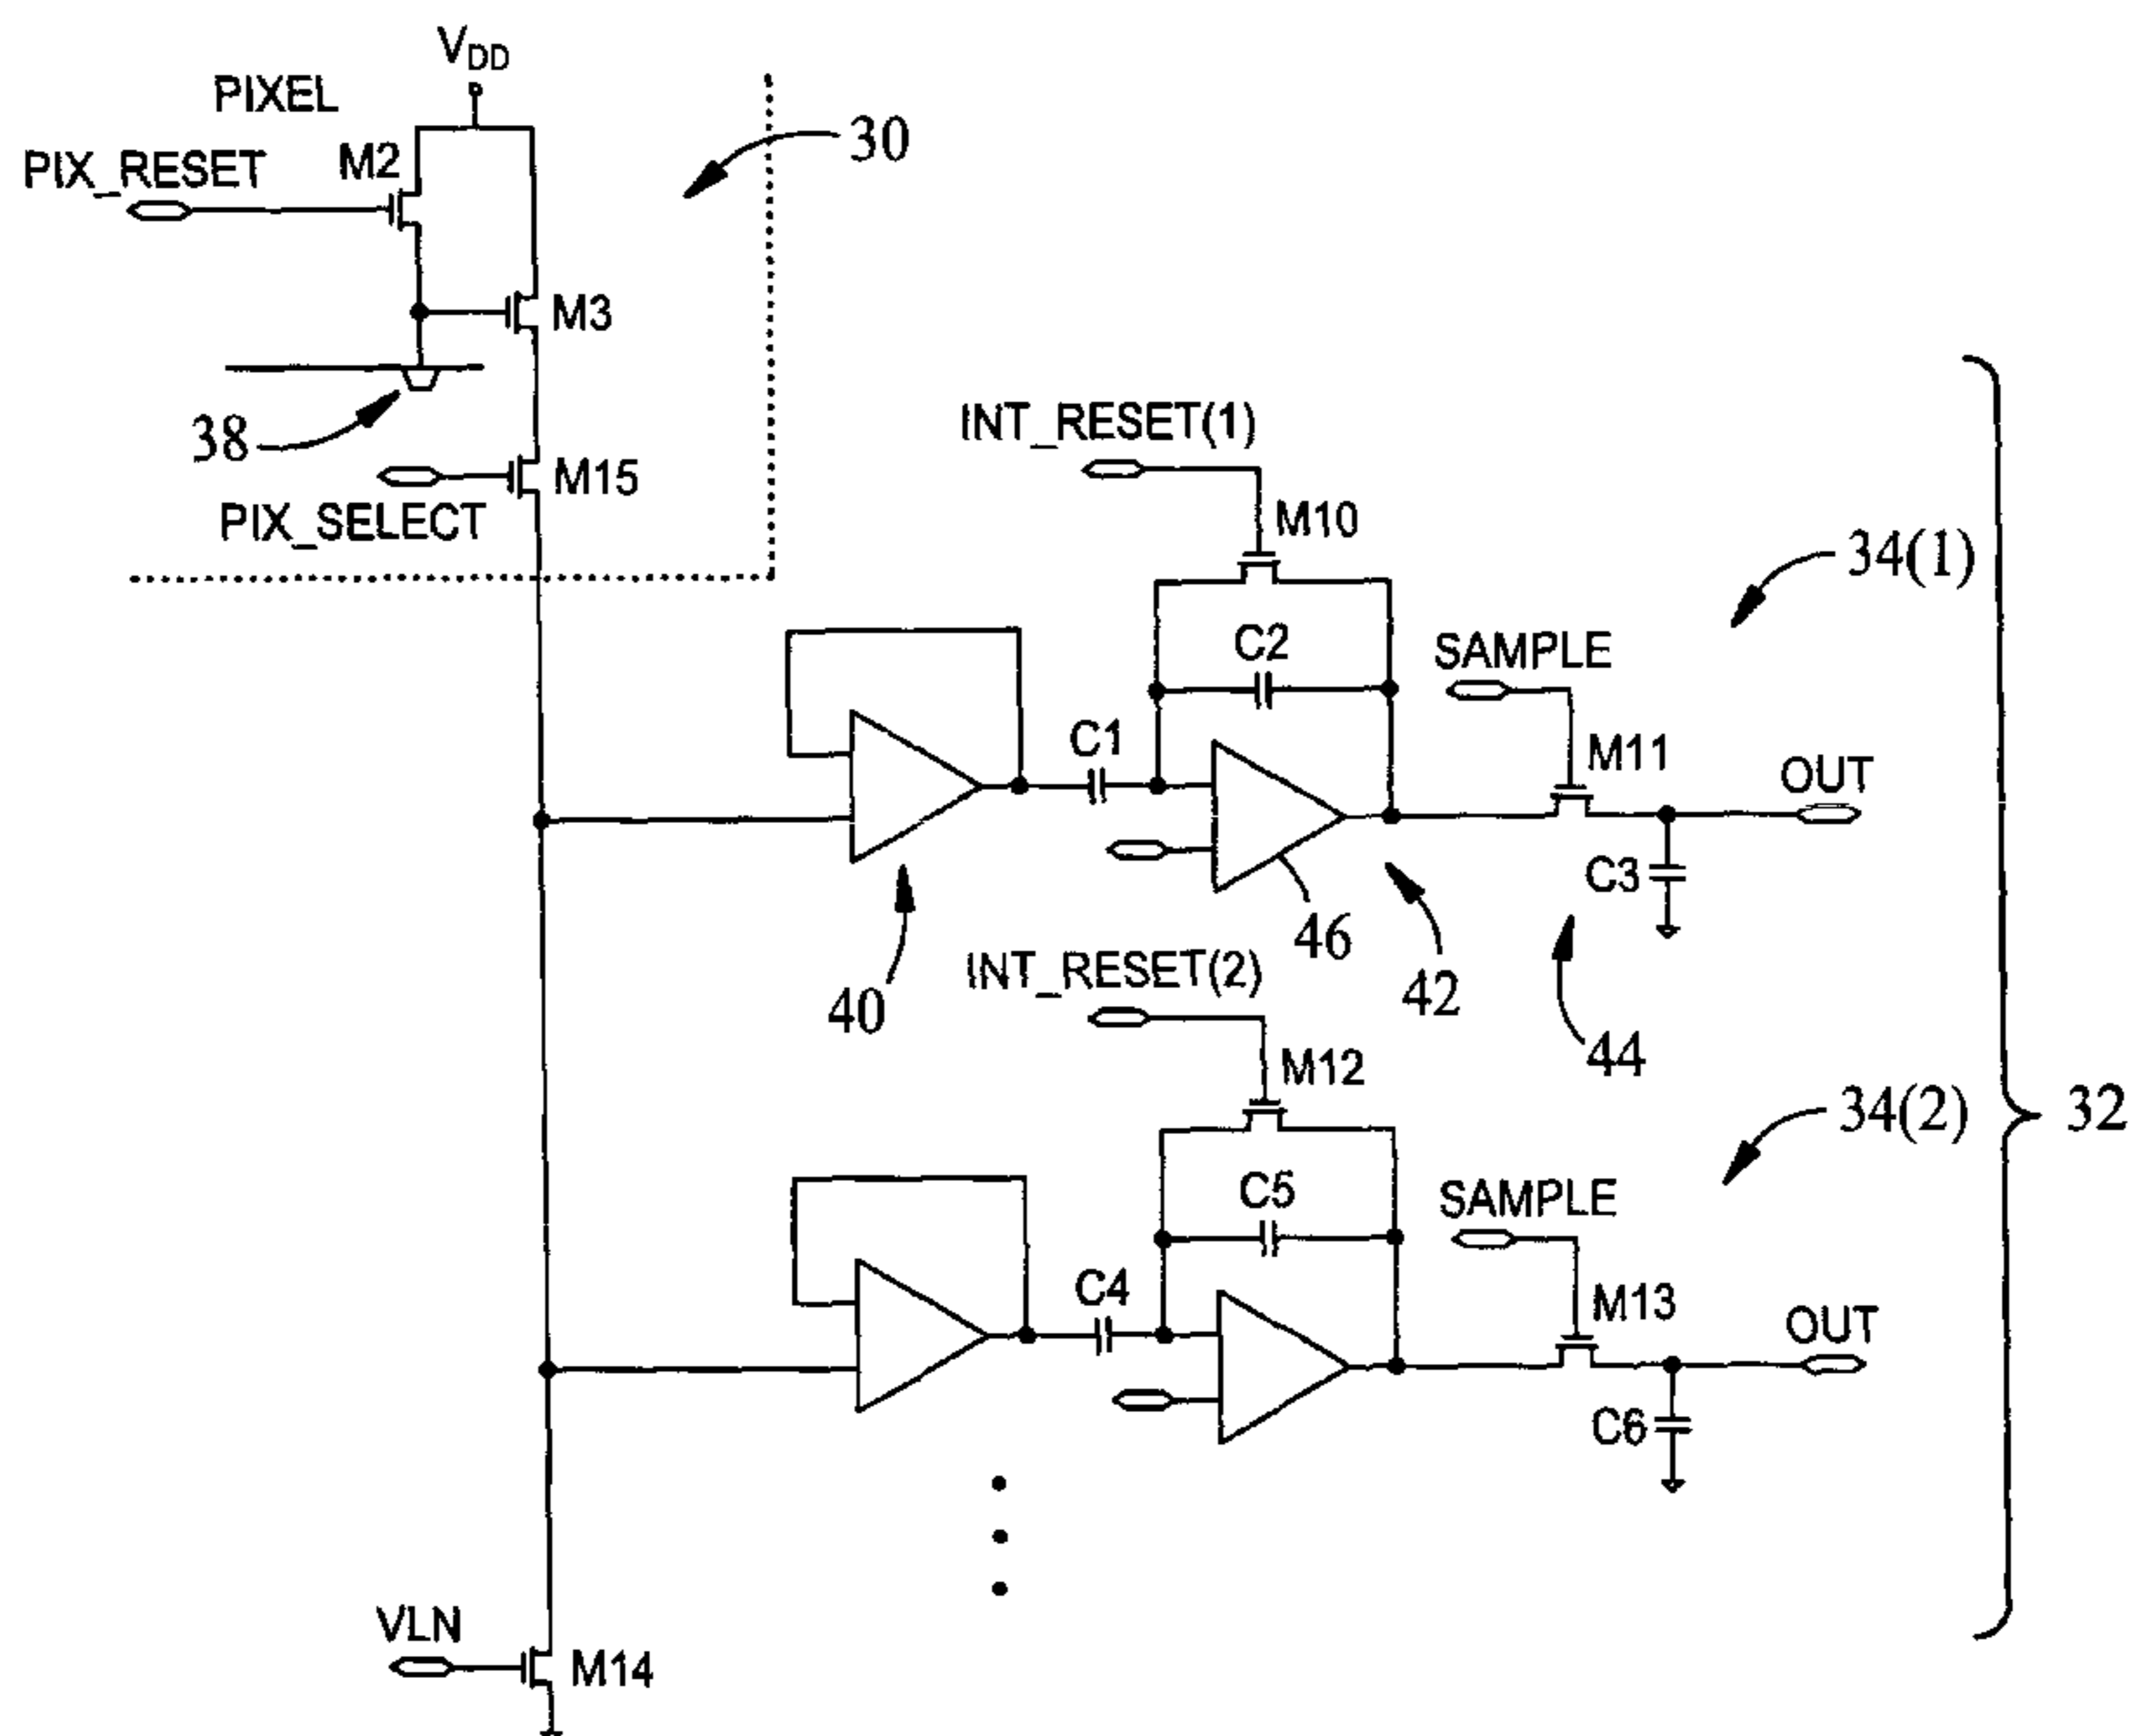 VDD
PIXEL
30
M2
PIX_RESET
M3
38
M15
PIX_SELECT
INT_RESET(1)
M10
34(1)
C2
SAMPLE
C1
M11
OUT
C3
46
42
40
44
INT_RESET(2)
M12
34(2)
32
C5
SAMPLE
C4
M13
OUT
C6
VLN
M14